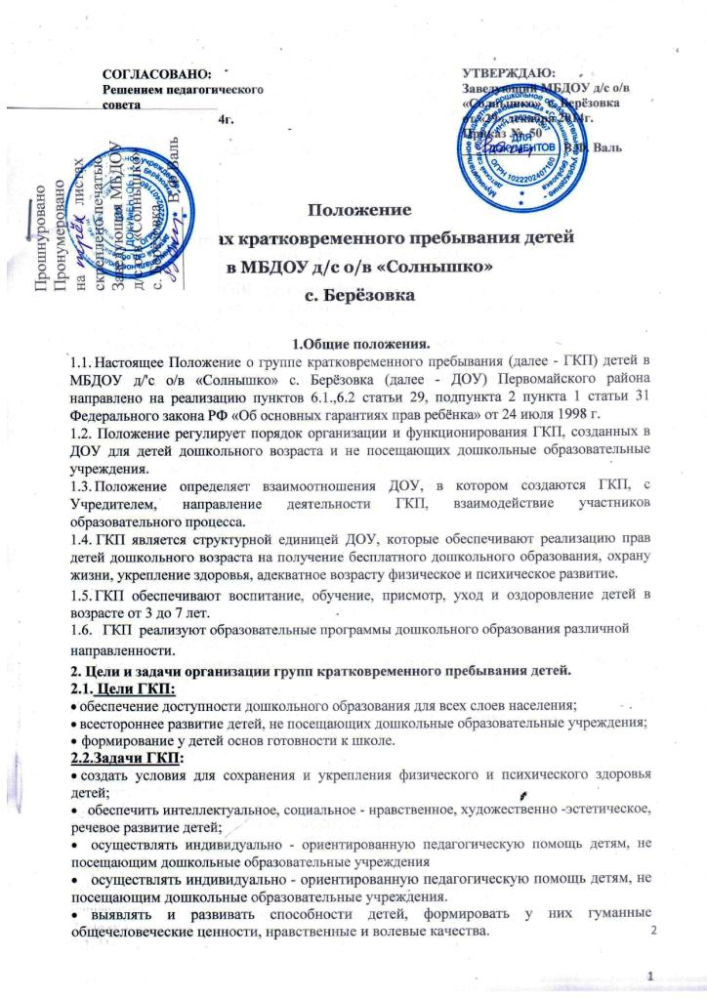 СОГЛАСОВАНО:
Решением педагогического
совета
4г.
УТВЕРЖДАЮ:
Заведующий МБДОУ д/с о/в
«Солнышко» с. Берёзовка
Приказ № 50
Валь
ДЛЯ
ДОКУМЕНТОВ
Прошнуровано
Пронумеровано
на листах
скреплено печатью
Заведующая МБДОУ
Валь
Положение
ах кратковременного пребывания детей
в МБДОУ д/с о/в «Солнышко»
с. Берёзовка
1.Общие положения.
1.1. Настоящее Положение о группе кратковременного пребывания (далее - ГКП) детей в
МБДОУ д/с о/в «Солнышко» с. Берёзовка (далее - ДОУ) Первомайского района
направлено на реализацию пунктов 6.1.,6.2 статьи 29, подпункта 2 пункта 1 статьи 31
Федерального закона РФ «Об основных гарантиях прав ребёнка» от 24 июля 1998 г.
1.2. Положение регулирует порядок организации и функционирования ГКП, созданных в
ДОУ для детей дошкольного возраста и не посещающих дошкольные образовательные
учреждения.
1.3. Положение определяет взаимоотношения ДОУ, в котором создаются ГКП, с
Учредителем, направление деятельности ГКП, взаимодействие участников
образовательного процесса.
1.4. ГКП является структурной единицей ДОУ, которые обеспечивают реализацию прав
детей дошкольного возраста на получение бесплатного дошкольного образования, охрану
жизни, укрепление здоровья, адекватное возрасту физическое и психическое развитие.
1.5. ГКП обеспечивают воспитание, обучение, присмотр, уход и оздоровление детей в
возрасте от 3 до 7 лет.
1.6. ГКП реализуют образовательные программы дошкольного образования различной
направленности.
2. Цели и задачи организации групп кратковременного пребывания детей.
2.1. Цели ГКП:
• обеспечение доступности дошкольного образования для всех слоев населения;
• всестороннее развитие детей, не посещающих дошкольные образовательные учреждения;
• формирование у детей основ готовности к школе.
2.2.Задачи ГКП:
• создать условия для сохранения и укрепления физического и психического здоровья
детей;
• обеспечить интеллектуальное, социальное - нравственное, художественно -эстетическое,
речевое развитие детей;
• осуществлять индивидуально - ориентированную педагогическую помощь детям, не
посещающим дошкольные образовательные учреждения
• осуществлять индивидуально - ориентированную педагогическую помощь детям, не
посещающим дошкольные образовательные учреждения.
• выявлять и развивать способности детей, формировать у них гуманные
общечеловеческие ценности, нравственные и волевые качества.
2
1